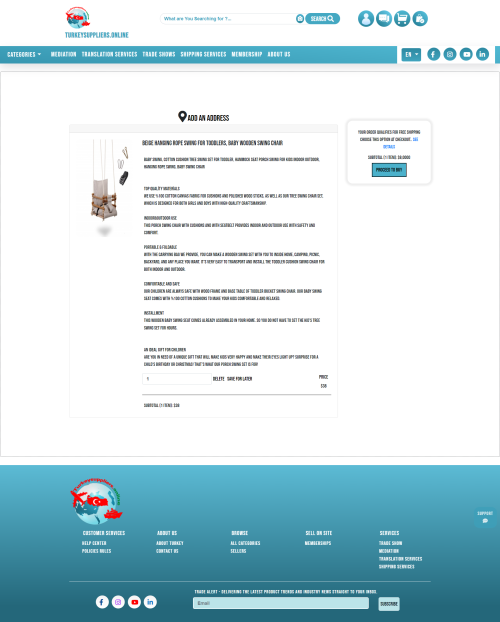 What are You Searching for ?...
SEARCH
TURKEYSUPPLIERS.ONLINE
CATEGORIES
MEDIATION
TRANSLATION SERVICES
TRADE SHOWS
SHIPPING SERVICES
MEMBERSHIP
ABOUT US
EN
ADD AN ADDRESS
BEIGE HANGING ROPE SWING FOR TODDLERS, BABY WOODEN SWING CHAIR
BABY SWING, COTTON CUSHION TREE SWING SET FOR TODDLER, HAMMOCK SEAT PORCH SWING FOR KIDS INDOOR OUTDOOR,
HANGING ROPE SWING, BABY SWING CHAIR
TOP QUALITY MATERIALS
WE USE %100 COTTON CANVAS FABRIC FOR CUSHIONS AND POLISHED WOOD STICKS. AS WELL AS OUR TREE SWING CHAIR SET,
WHICH IS DESIGNED FOR BOTH GIRLS AND BOYS WITH HIGH-QUALITY CRAFTSMANSHIP.
INDOOR&OUTDOOR USE
THIS PORCH SWING CHAIR WITH CUSHIONS AND WITH SEATBELT PROVIDES INDOOR AND OUTDOOR USE WITH SAFETY AND
COMFORT.
PORTABLE & FOLDABLE
WITH THE CARRYING BAG WE PROVIDE, YOU CAN MAKE A WOODEN SWING SET WITH YOU TO INSIDE HOME, CAMPING, PICNIC,
BACKYARD, AND ANY PLACE YOU WANT. IT'S VERY EASY TO TRANSPORT AND INSTALL THE TODDLER CUSHION SWING CHAIR FOR
BOTH INDOOR AND OUTDOOR.
COMFORTABLE AND SAFE
OUR CHILDREN ARE ALWAYS SAFE WITH WOOD FRAME AND BASE TABLE OF TODDLER BUCKET SWING CHAIR. OUR BABY SWING
SEAT COMES WITH %100 COTTON CUSHIONS TO MAKE YOUR KIDS COMFORTABLE AND RELAXED.
INSTALLMENT
THIS WOODEN BABY SWING SEAT COMES ALREADY ASSEMBLED IN YOUR HOME. SO YOU DO NOT HAVE TO SET THE KID'S TREE
SWING SET FOR HOURS.
AN IDEAL GIFT FOR CHILDREN
ARE YOU IN NEED OF A UNIQUE GIFT THAT WILL MAKE KIDS VERY HAPPY AND MAKE THEIR EYES LIGHT UP? SURPRISE FOR A
CHILD'S BIRTHDAY OR CHRISTMAS! THAT'S WHAT OUR PORCH SWING SET IS FOR!
1
DELETE
SAVE FOR LATER
PRICE
$38
SUBTOTAL (1 ITEM): $38
YOUR ORDER QUALIFIES FOR FREE SHIPPING
CHOOSE THIS OPTION AT CHECKOUT . SEE
DETAILS
PROCEED TO BUY
SUPPORT
CUSTOMER SERVICES
HELP CENTER
POLICIES RULES
ABOUT US
ABOUT TURKEY
CONTACT US
BROWSE
ALL CATEGORIES
SELLERS
SELL OR SITE
MEMBERSHIPS
SERVICES
TRADE SHOW
MEDIATION
TRANSLATION SERVICES
SHIPPING SERVICES
TRADE ALERT - DELIVERING THE LATEST PRODUCT TRENDS AND INDUSTRY NEWS STRAIGHT TO YOUR INBOX.
Email
SUBSCRIBE